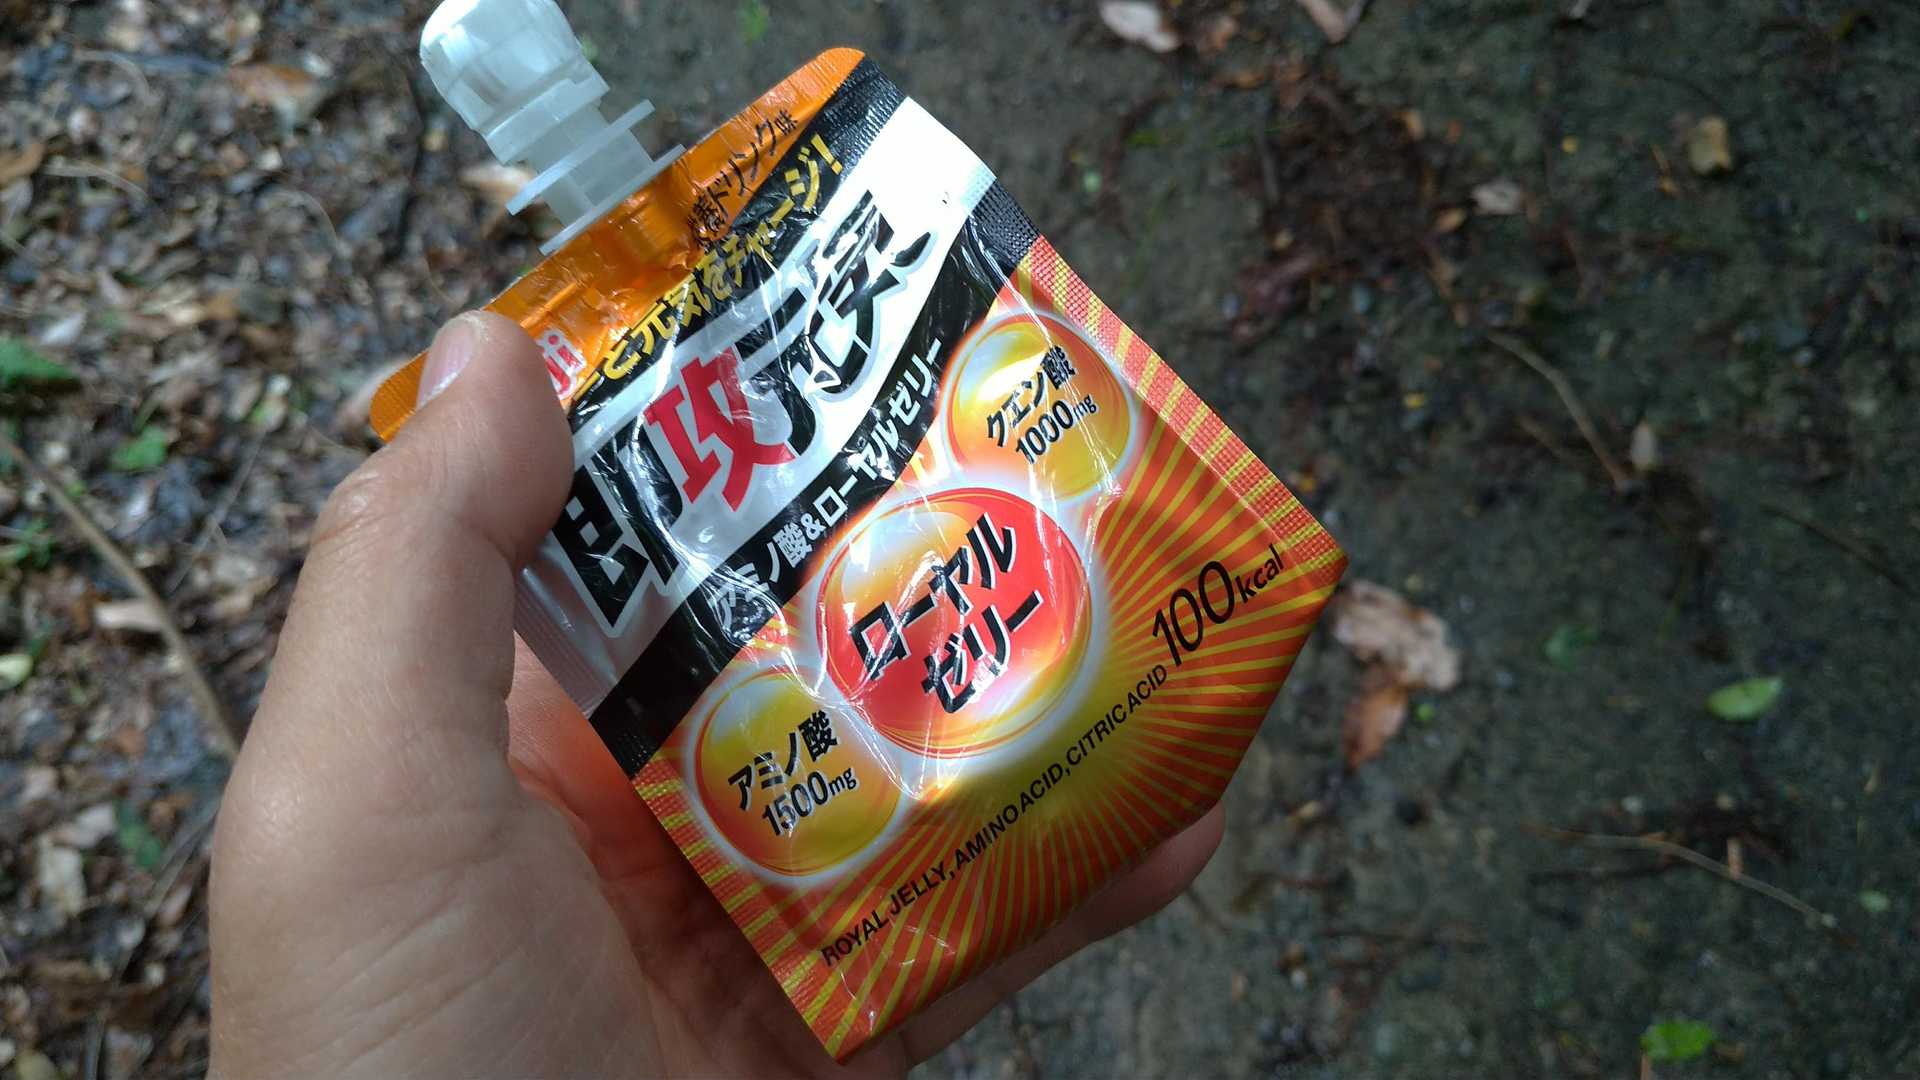 ドリンク味
と元気をチャージ!
即攻元気
アミノ酸&ローヤルゼリー
クエン酸
1000mg
ローヤル
ゼリー
アミノ酸
1500mg
100kcal
ROYAL JELLY, AMINO ACID, CITRIC ACID